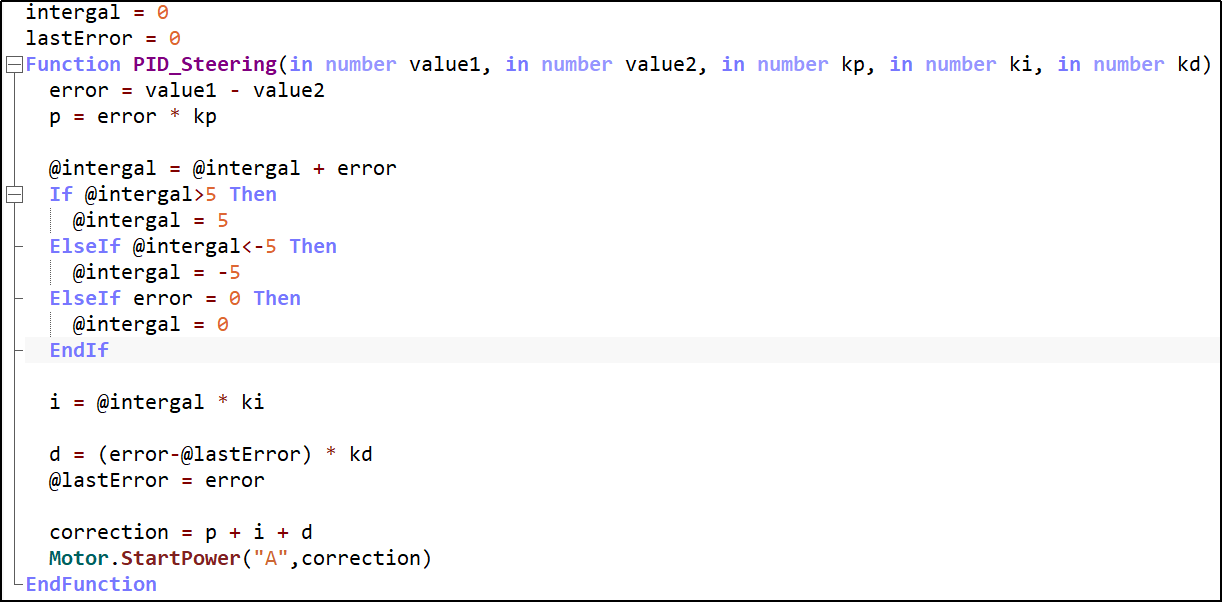 intergal = 0
lastError = 0
Function PID_Steering(in number value1, in number value2, in number kp, in number ki, in number kd)
error = value1 - value2
p = error * kp
@intergal = @intergal + error
If @intergal>5 Then
@intergal = 5
ElseIf @intergal<-5 Then
@intergal = -5
ElseIf error = 0 Then
@intergal = 0
EndIf
i = @intergal * ki
d = (error-@lastError) * kd
@lastError = error
correction = p + i + d
Motor.StartPower("A",correction)
EndFunction